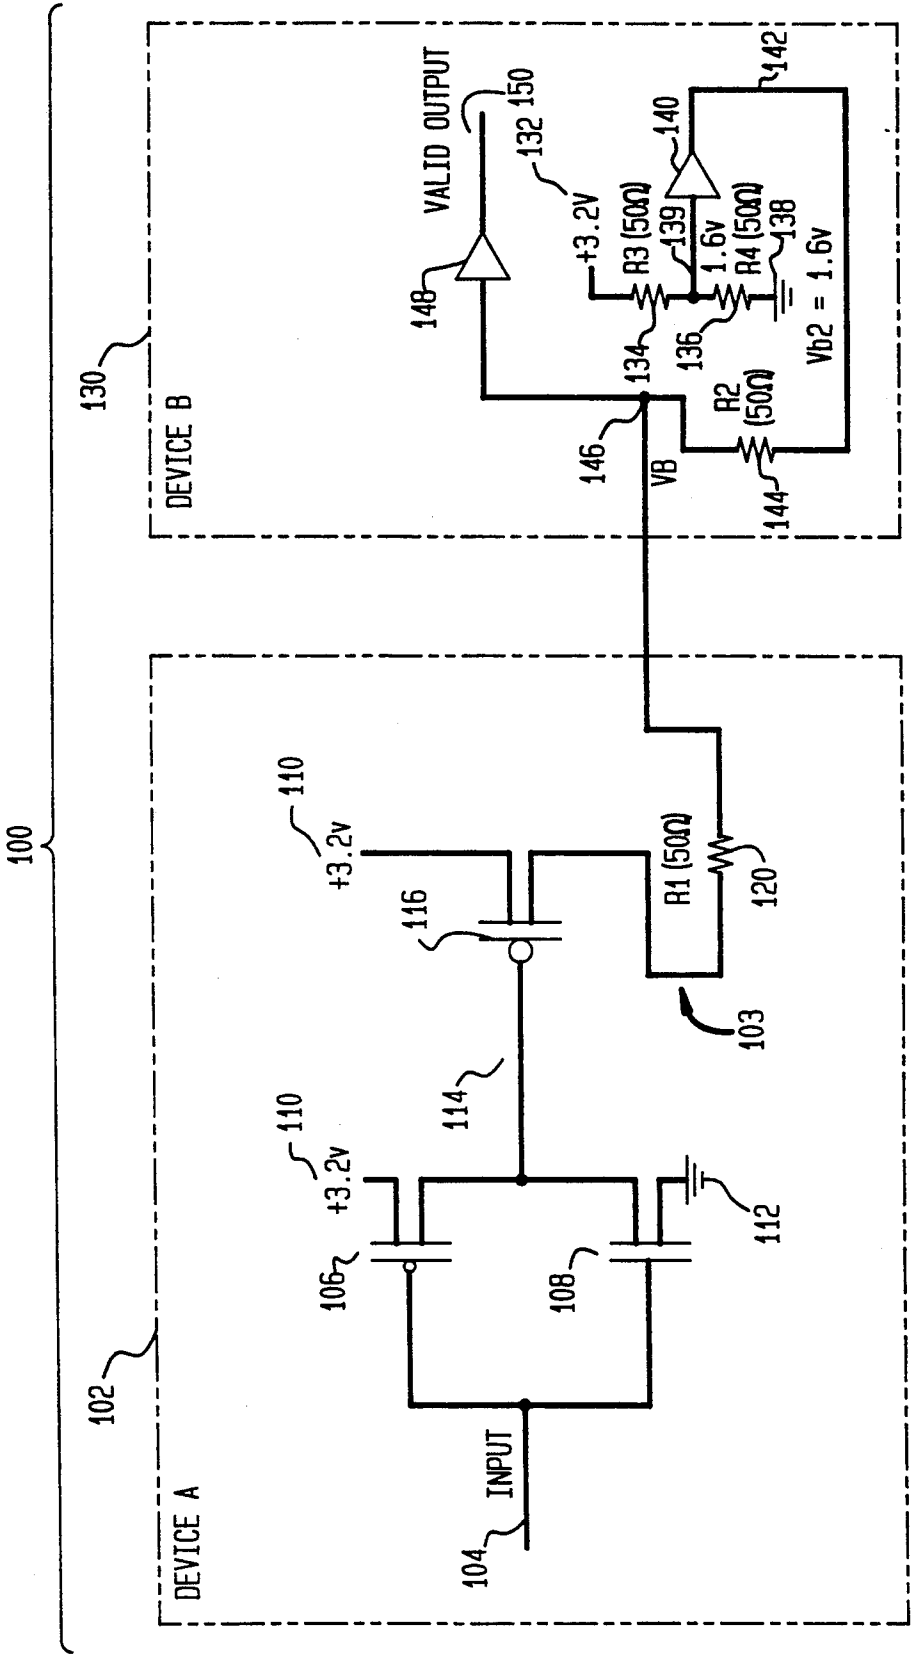 100
102
DEVICE A
104
INPUT
106
108
110
+3.2v
112
114
110
+3.2v
116
103
R1 (50Ω)
120
130
DEVICE B
146
VB
148
VALID OUTPUT
150
132
+3.2V
134
R3 (50Ω)
139
1.6v
136
R4 (50Ω)
138
140
142
R2
(50Ω)
144
Vb2 = 1.6v